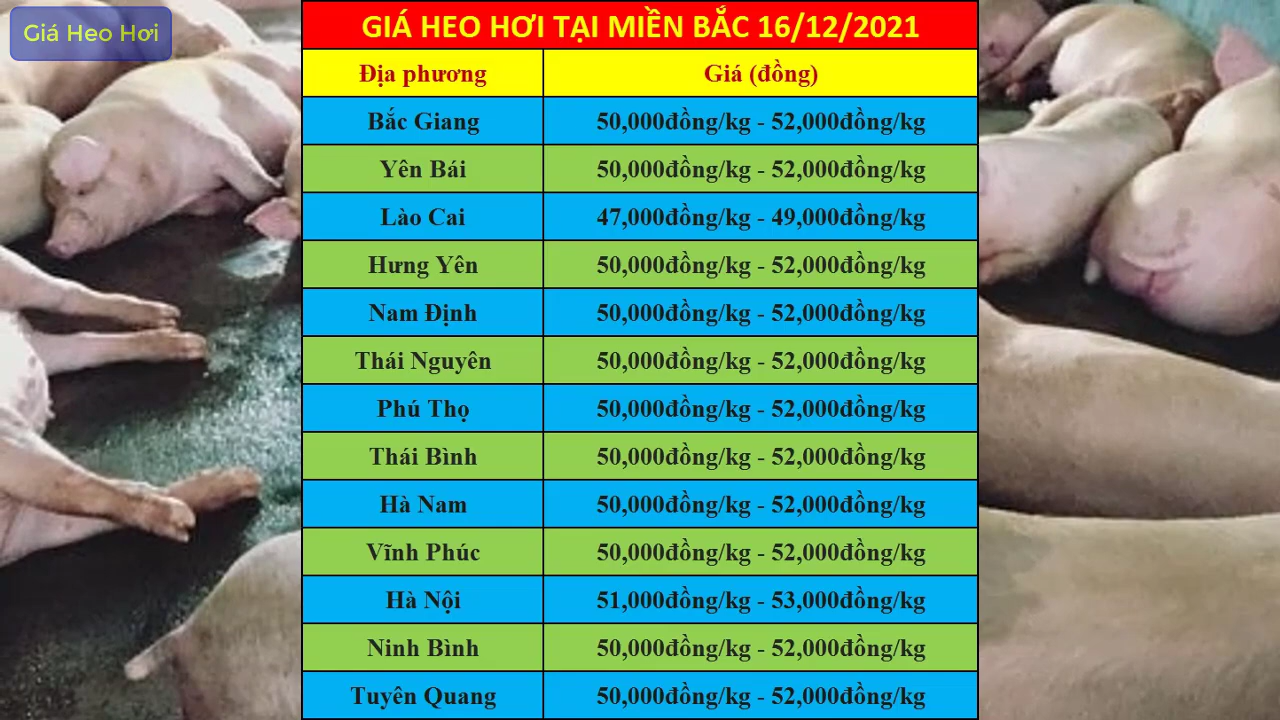 Giá Heo Hơi
GIÁ HEO HƠI TẠI MIỀN BẮC 16/12/2021
Địa phương Giá (đồng)
Bắc Giang 50,000đồng/kg - 52,000đồng/kg
Yên Bái 50,000đồng/kg - 52,000đồng/kg
Lào Cai 47,000đồng/kg - 49,000đồng/kg
Hưng Yên 50,000đồng/kg - 52,000đồng/kg
Nam Định 50,000đồng/kg - 52,000đồng/kg
Thái Nguyên 50,000đồng/kg - 52,000đồng/kg
Phú Thọ 50,000đồng/kg - 52,000đồng/kg
Thái Bình 50,000đồng/kg - 52,000đồng/kg
Hà Nam 50,000đồng/kg - 52,000đồng/kg
Vĩnh Phúc 50,000đồng/kg - 52,000đồng/kg
Hà Nội 51,000đồng/kg - 53,000đồng/kg
Ninh Bình 50,000đồng/kg - 52,000đồng/kg
Tuyên Quang 50,000đồng/kg - 52,000đồng/kg